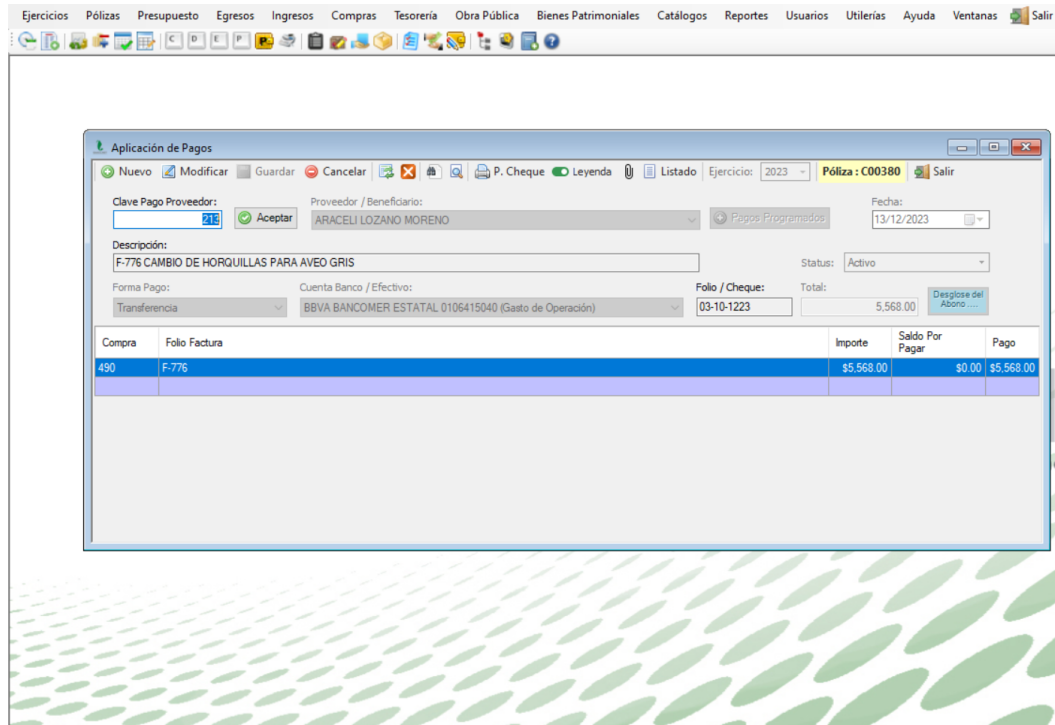 Ejercicios Pólizas Presupuesto Egresos Ingresos Compras Tesorería Obra Pública Bienes Patrimoniales Catálogos Reportes Usuarios Utilerías Ayuda Ventanas Salir
C D E P
Aplicación de Pagos
Nuevo Modificar Guardar Cancelar P. Cheque Leyenda Listado Ejercicio: 2023 Póliza : C00380 Salir
Clave Pago Proveedor: Proveedor / Beneficiario: Fecha:
213 Aceptar ARACELI LOZANO MORENO Pagos Programados 13/12/2023
Descripción:
F-776 CAMBIO DE HORQUILLAS PARA AVEO GRIS Status: Activo
Forma Pago: Cuenta Banco / Efectivo: Folio / Cheque: Total:
Transferencia BBVA BANCOMER ESTATAL 0106415040 (Gasto de Operación) 03-10-1223 5,568.00 Desglose del
Abono ....
Compra Folio Factura Importe Saldo Por
Pagar Pago
490 F-776 $5,568.00 $0.00 $5,568.00